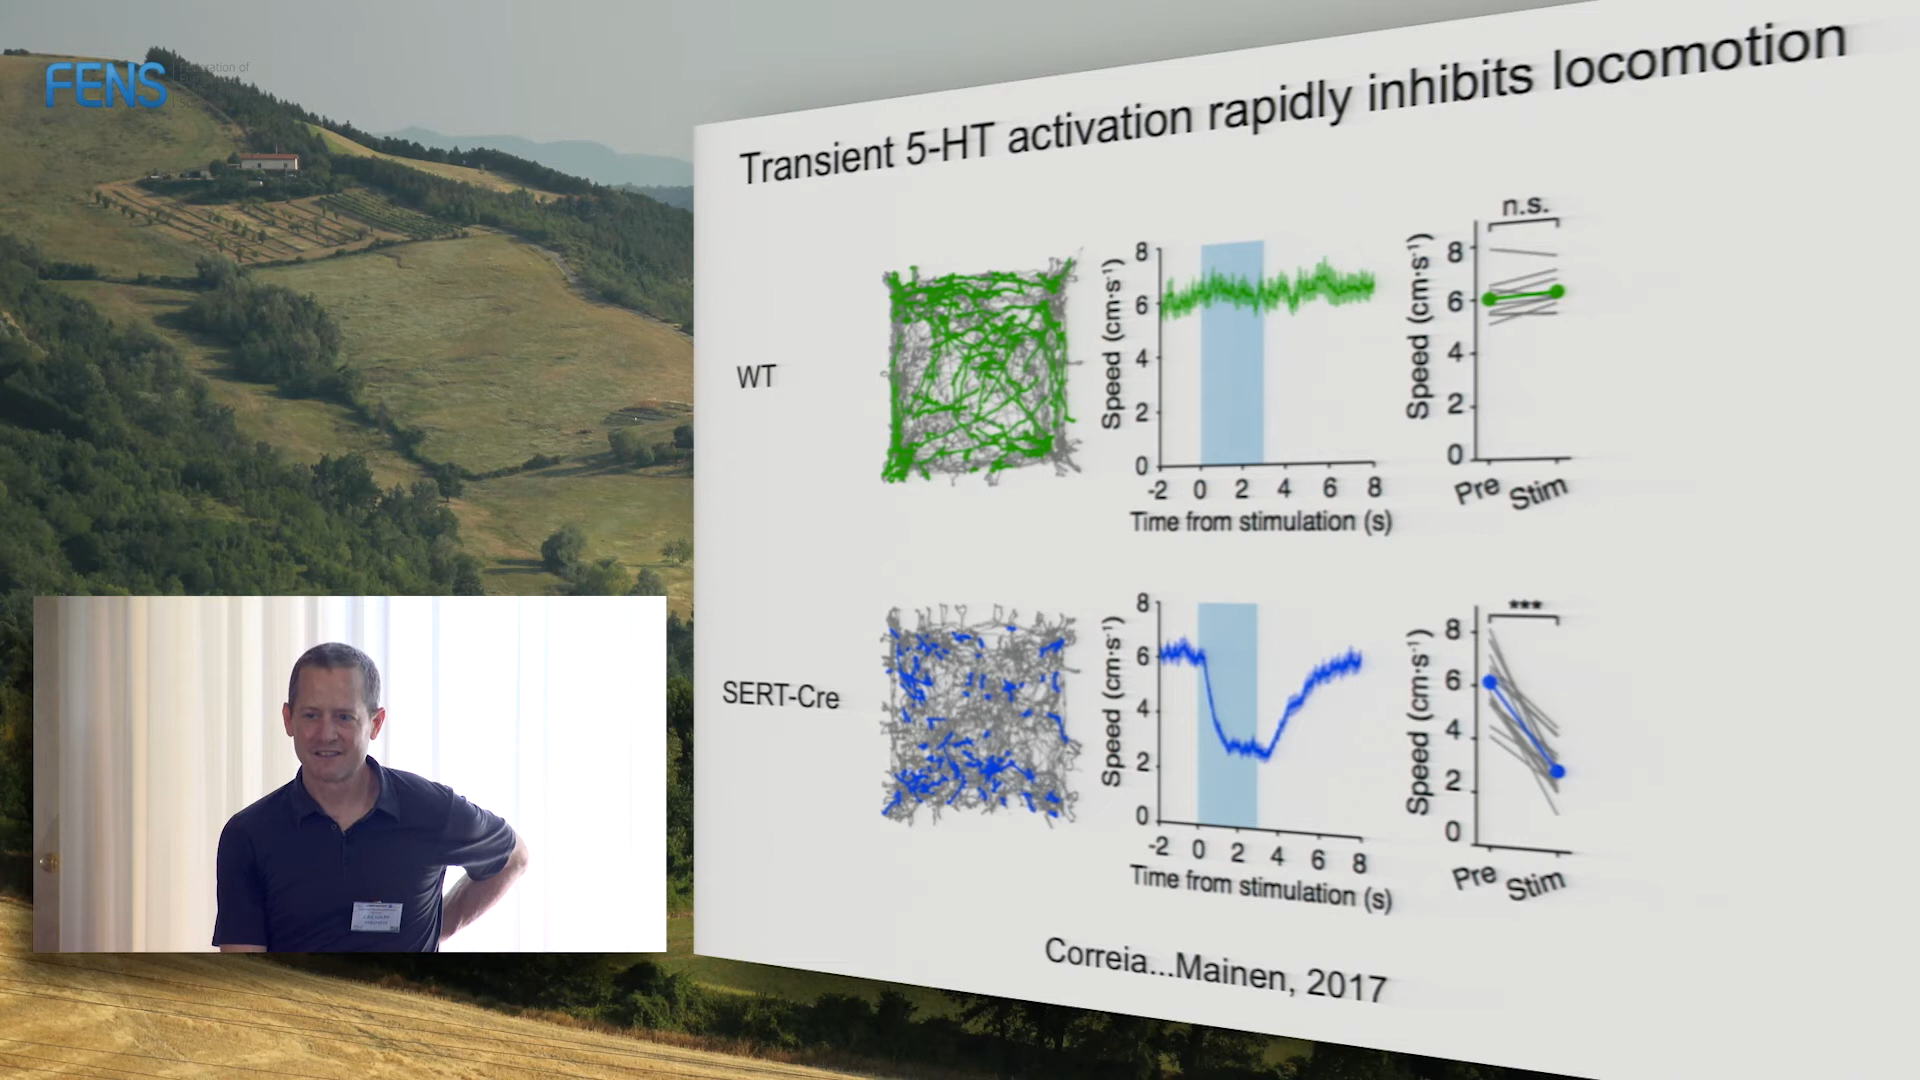 FENS
Federation of
Transient 5-HT activation rapidly inhibits locomotion
WT
Speed (cm·s⁻¹)
8
6
4
2
0
-2 0 2 4 6 8
Time from stimulation (s)
n.s.
Speed (cm·s⁻¹)
8
6
4
2
0
Pre Stim
SERT-Cre
Speed (cm·s⁻¹)
8
6
4
2
0
-2 0 2 4 6 8
Time from stimulation (s)
***
Speed (cm·s⁻¹)
8
6
4
2
0
Pre Stim
Correia...Mainen, 2017